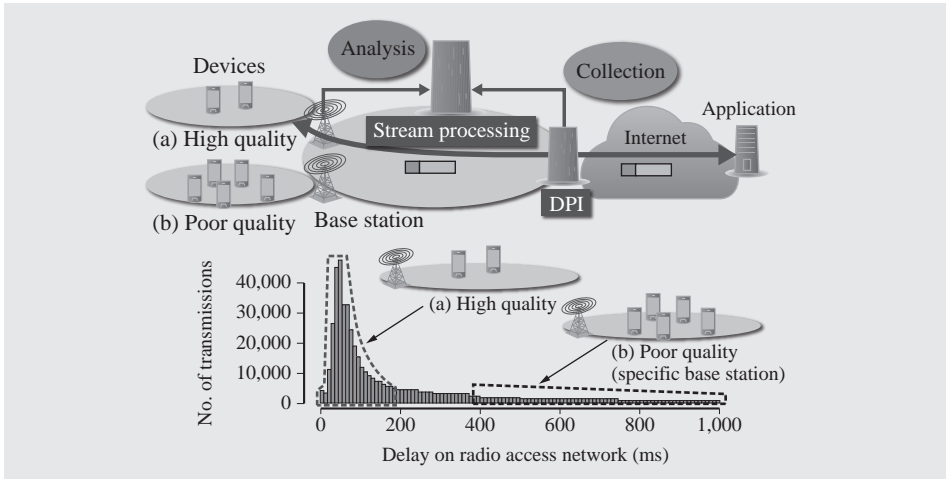 Analysis
Collection
Devices
Application
(a) High quality
Stream processing
Internet
(b) Poor quality
Base station
DPI
No. of transmissions
40,000
30,000
20,000
10,000
0
(a) High quality
(b) Poor quality
(specific base station)
0
200
400
600
800
1,000
Delay on radio access network (ms)